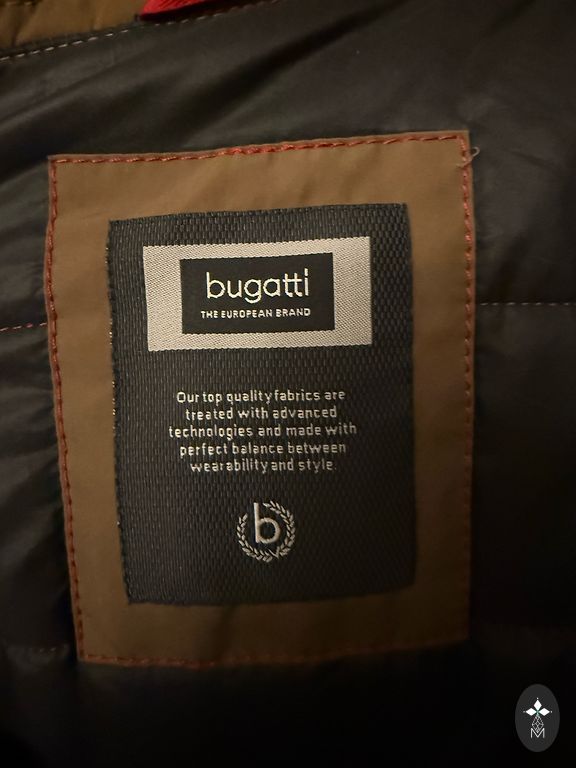 bugatti
THE EUROPEAN BRAND
Our top quality fabrics are
treated with advanced
technologies and made with
perfect balance between
wearability and style.
b
M